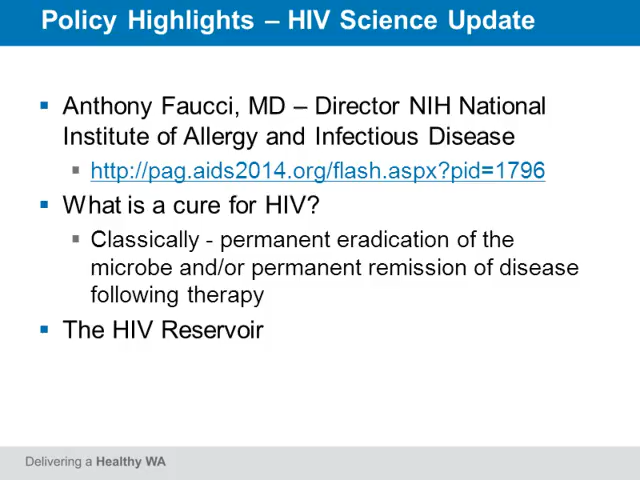 Policy Highlights – HIV Science Update
▪ Anthony Faucci, MD – Director NIH National
Institute of Allergy and Infectious Disease
▪ http://pag.aids2014.org/flash.aspx?pid=1796
▪ What is a cure for HIV?
▪ Classically - permanent eradication of the
microbe and/or permanent remission of disease
following therapy
▪ The HIV Reservoir
Delivering a Healthy WA